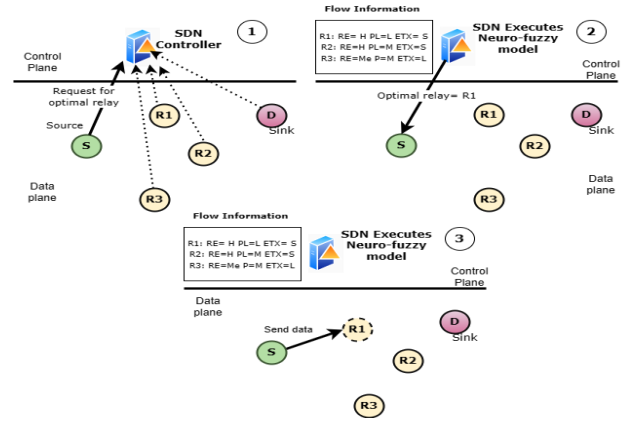 SDN
Controller
1
Control
Plane
Request for
optimal relay
Source
R1
D
Sink
S
R2
Data
plane
R3
Flow Information
R1: RE= H PL=L ETX= S
R2: RE=H PL=M ETX=S
R3: RE=Me P=M ETX=L
SDN Executes
Neuro-fuzzy
model
2
Control
Plane
Optimal relay= R1
R1
D
Sink
S
R2
Data
plane
R3
Flow Information
R1: RE= H PL=L ETX= S
R2: RE=H PL=M ETX=S
R3: RE=Me P=M ETX=L
SDN Executes
Neuro-fuzzy
model
3
Control
Plane
Data
plane
Send data
R1
D
Sink
S
R2
R3